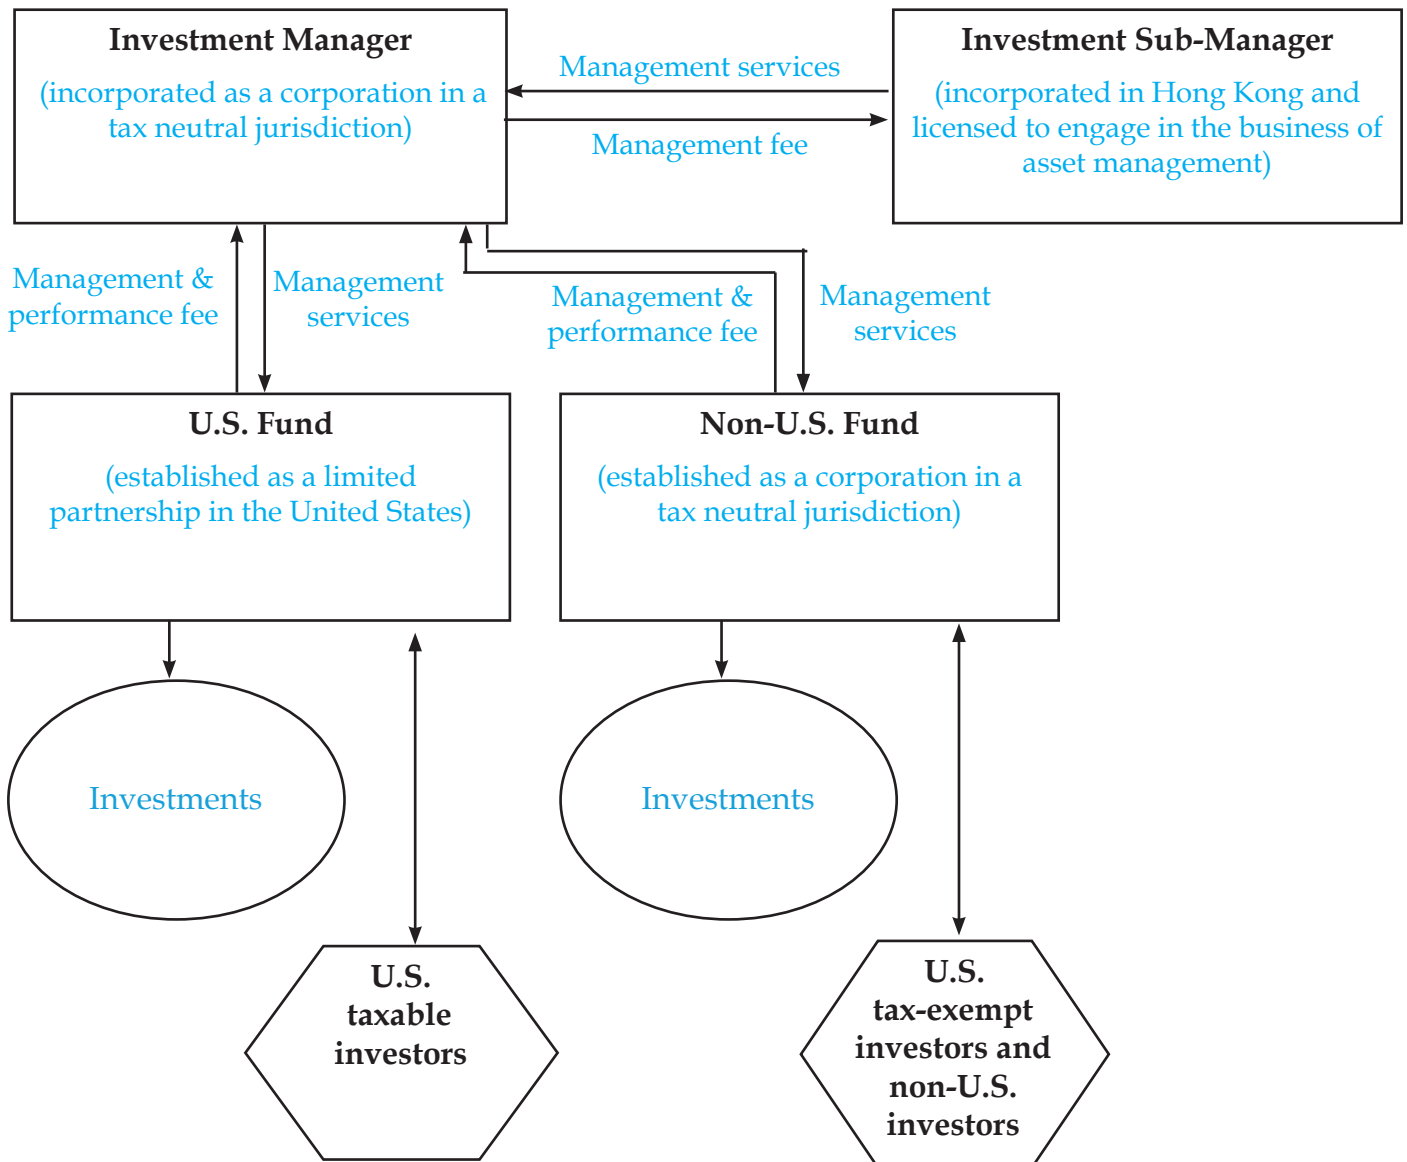 Investment Manager
(incorporated as a corporation in a
tax neutral jurisdiction)
Management services
Management fee
Investment Sub-Manager
(incorporated in Hong Kong and
licensed to engage in the business of
asset management)
Management &
performance fee
Management
services
Management &
performance fee
Management
services
U.S. Fund
(established as a limited
partnership in the United States)
Non-U.S. Fund
(established as a corporation in a
tax neutral jurisdiction)
Investments
Investments
U.S.
taxable
investors
U.S.
tax-exempt
investors and
non-U.S.
investors